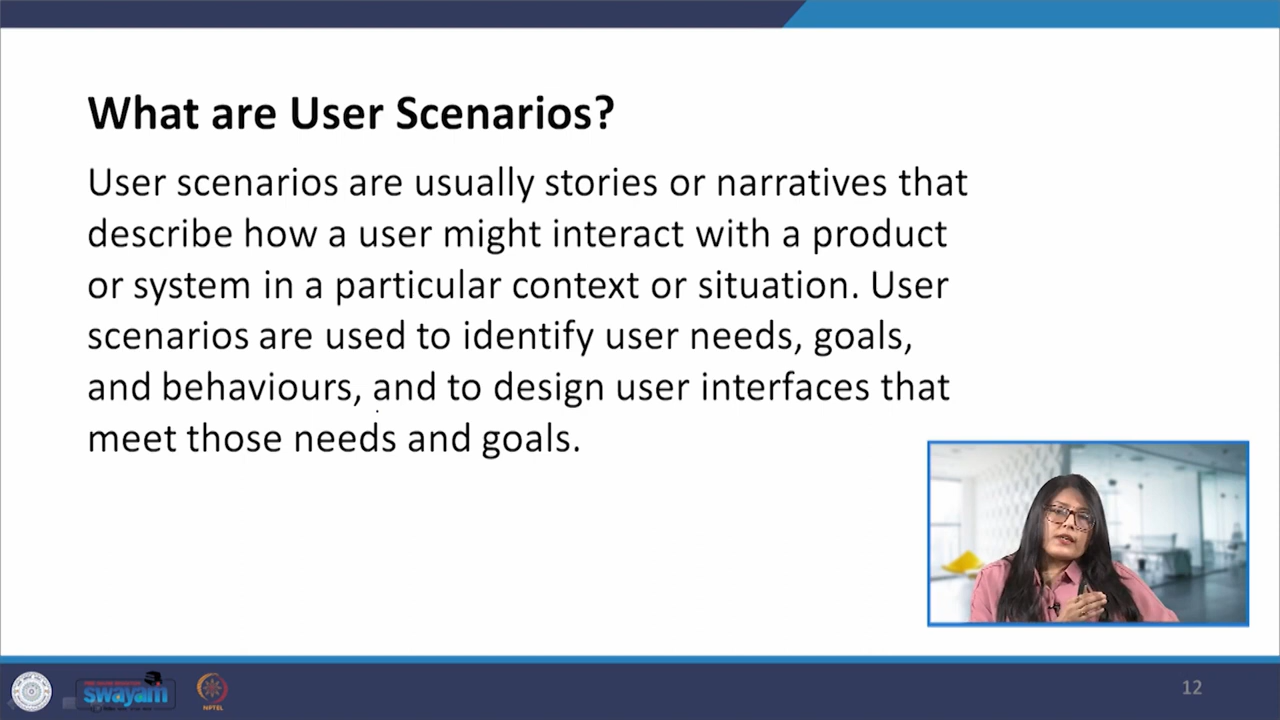 What are User Scenarios?
User scenarios are usually stories or narratives that
describe how a user might interact with a product
or system in a particular context or situation. User
scenarios are used to identify user needs, goals,
and behaviours, and to design user interfaces that
meet those needs and goals.
swayam
NPTEL
12